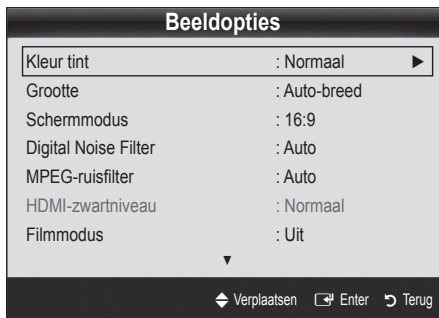 Beeldopties
Kleur tint : Normaal ►
Grootte : Auto-breed
Schermmodus : 16:9
Digital Noise Filter : Auto
MPEG-ruisfilter : Auto
HDMI-zwartniveau : Normaal
Filmmodus : Uit
▼
Verplaatsen Enter Terug